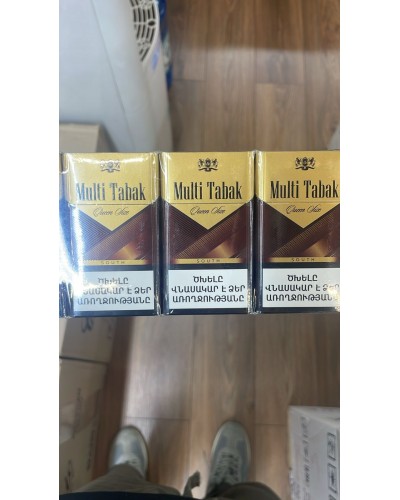 Multi Tabak
Queen Size
SOUTH
ԾԽԵԼԸ
ՎՆԱՍԱԿԱՐ Է ՁԵՐ
ԱՌՈՂՋՈՒԹՅԱՆԸ
Multi Tabak
Queen Size
SOUTH
ԾԽԵԼԸ
ՎՆԱՍԱԿԱՐ Է ՁԵՐ
ԱՌՈՂՋՈՒԹՅԱՆԸ
Multi Tabak
Queen Size
SOUTH
ԾԽԵԼԸ
ՎՆԱՍԱԿԱՐ Է ՁԵՐ
ԱՌՈՂՋՈՒԹՅԱՆԸ